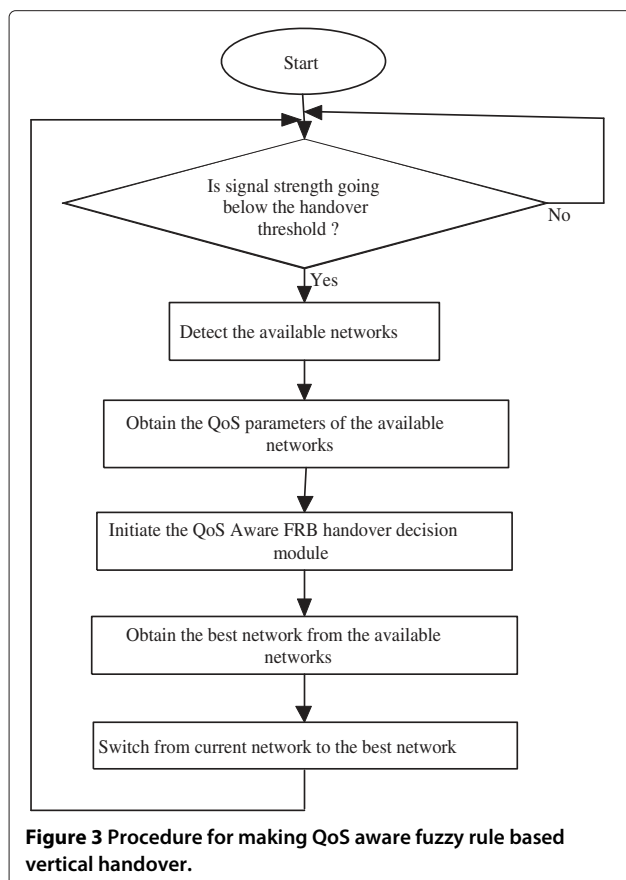 Start
Is signal strength going
below the handover
threshold ?
No
Yes
Detect the available networks
Obtain the QoS parameters of the available
networks
Initiate the QoS Aware FRB handover decision
module
Obtain the best network from the available
networks
Switch from current network to the best network
Figure 3 Procedure for making QoS aware fuzzy rule based
vertical handover.